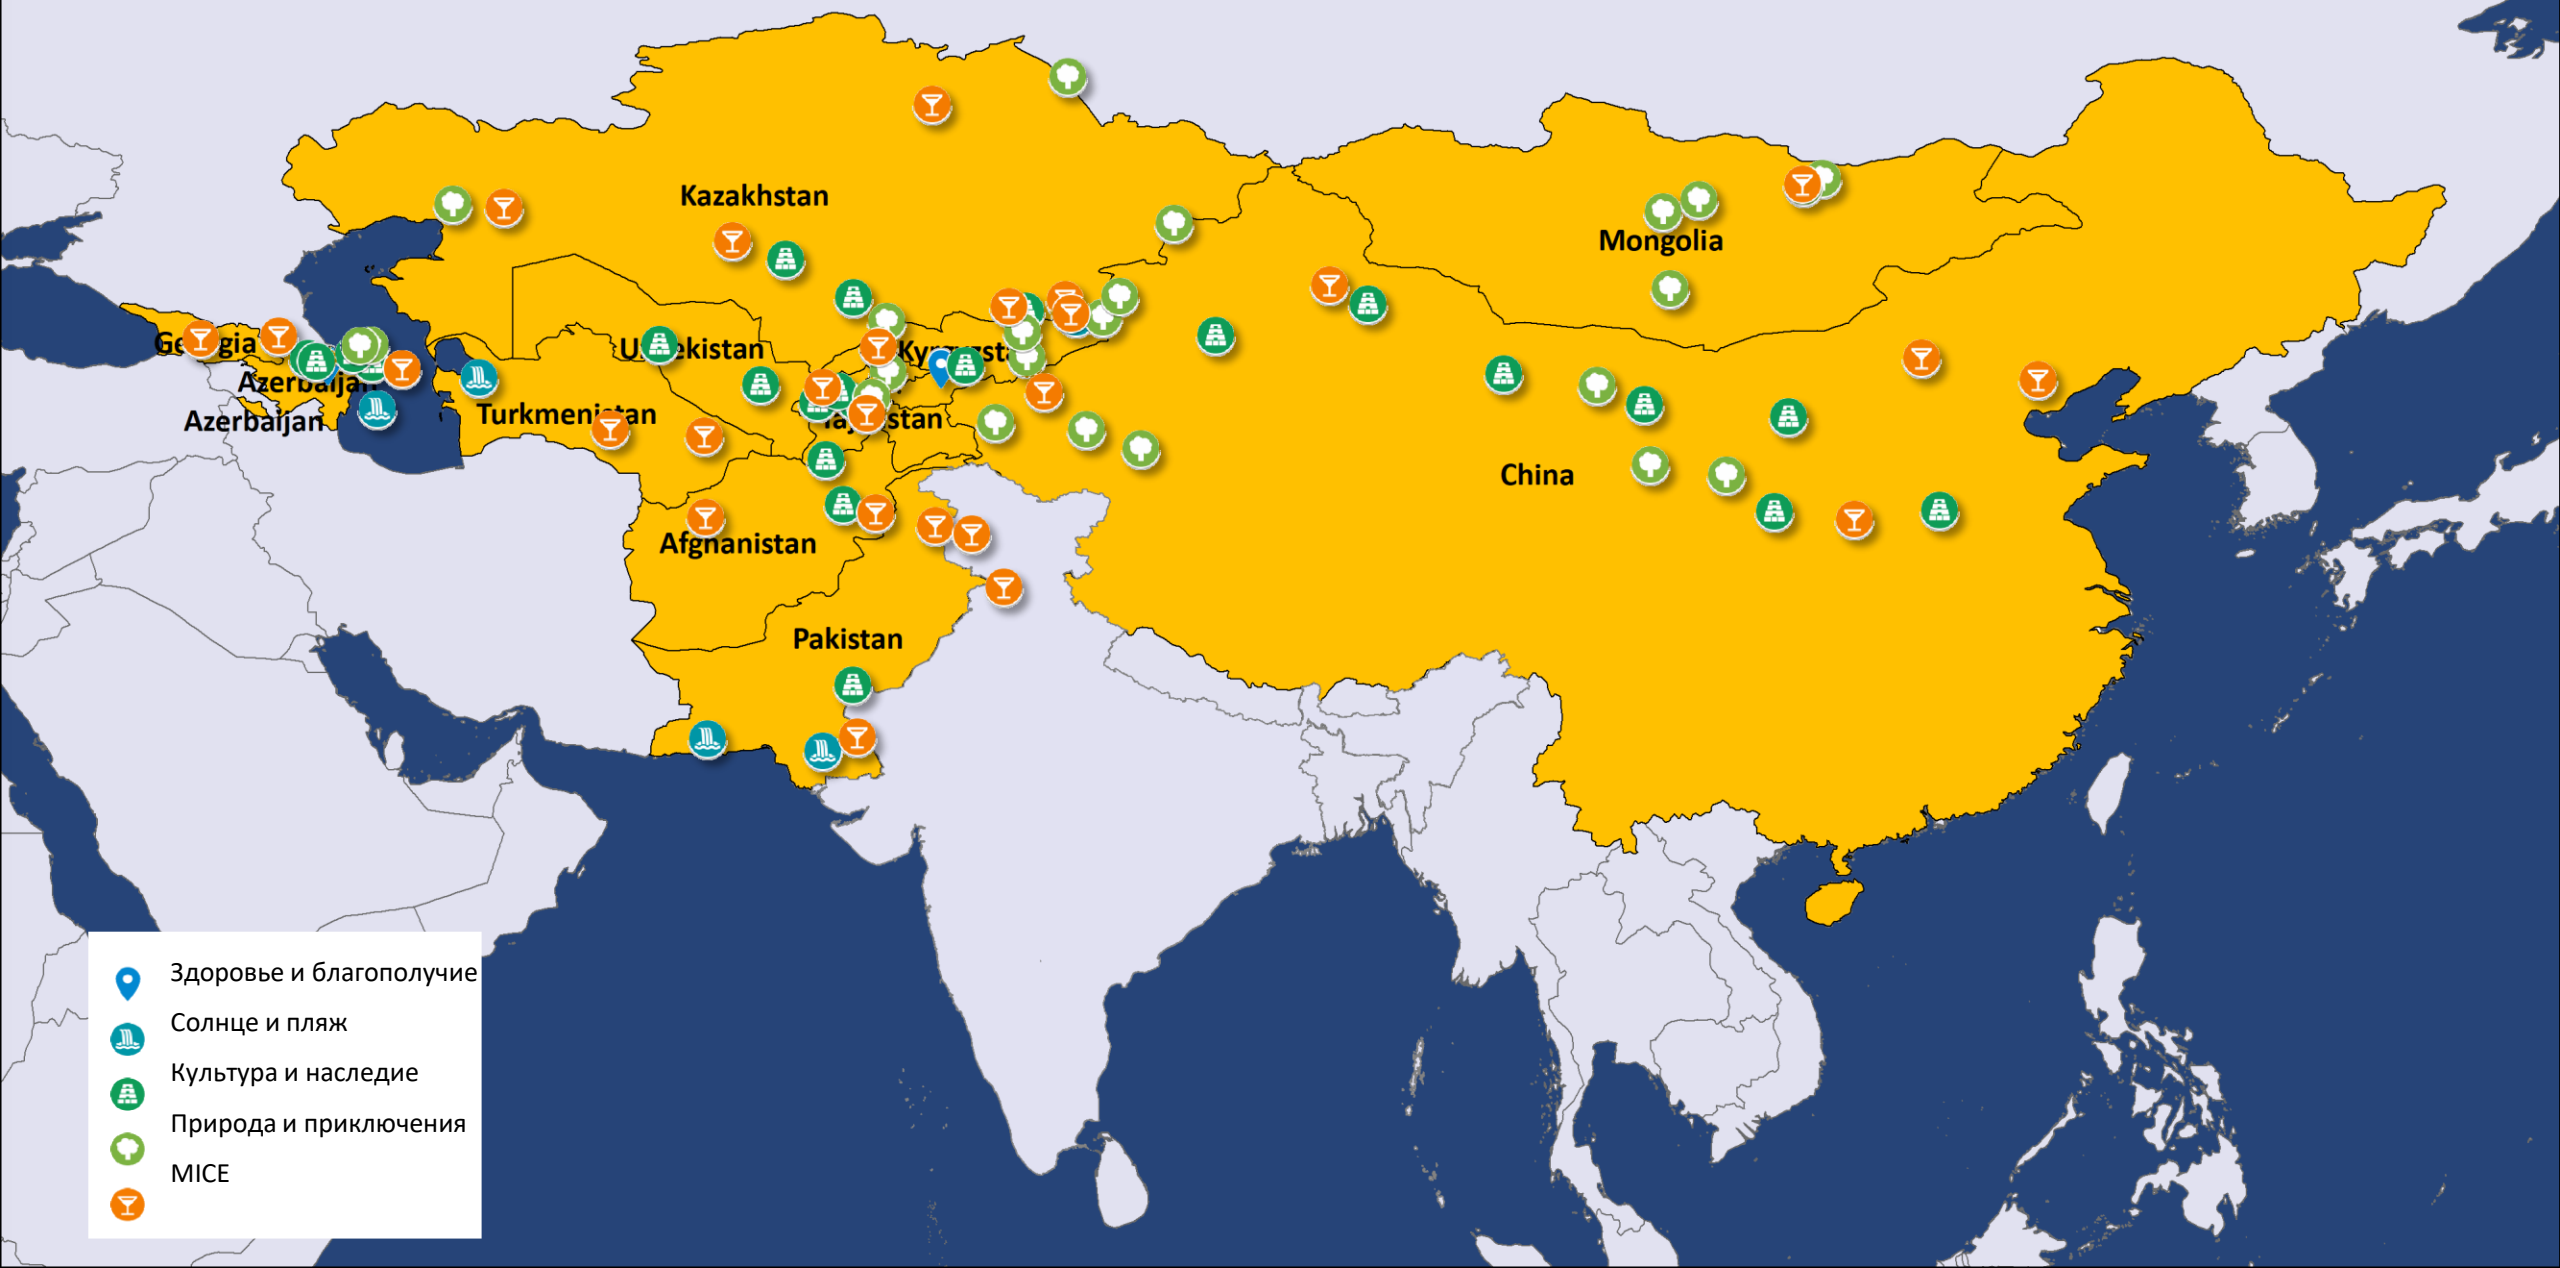 Kazakhstan
Mongolia
Georgia
Uzbekistan
Kyrgyzstan
Azerbaijan
Turkmenistan
Tajikistan
Azerbaijan
China
Afghanistan
Pakistan
Здоровье и благополучие
Солнце и пляж
Культура и наследие
Природа и приключения
MICE